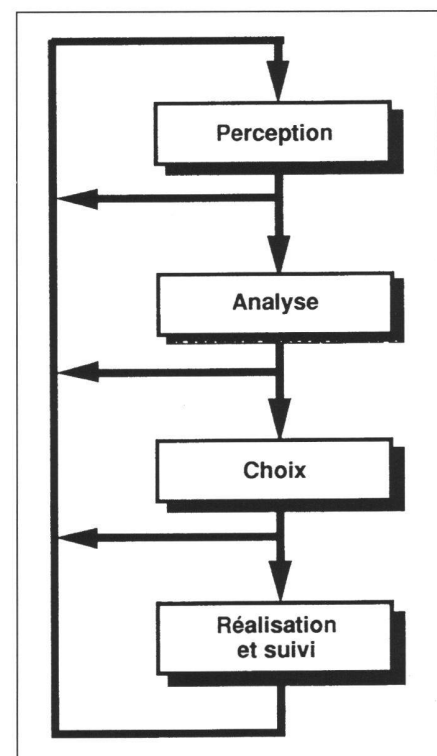 Perception
Analyse
Choix
Réalisation
et suivi